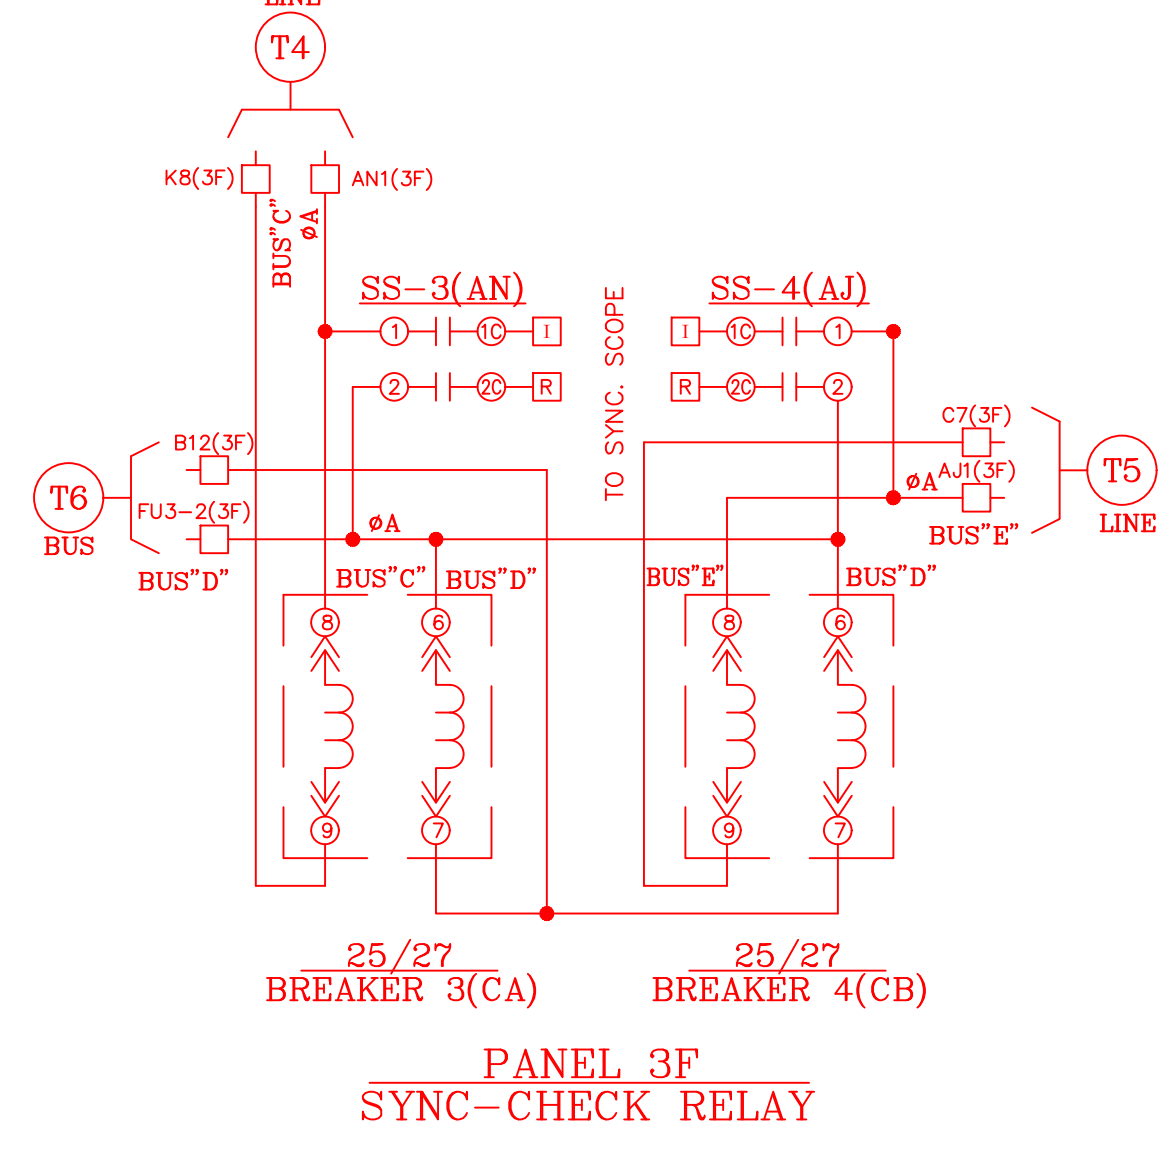 LINE
T4
K8(3F)
AN1(3F)
BUS"C"
øA
SS-3(AN)
1
1C
I
2
2C
R
TO SYNC. SCOPE
SS-4(AJ)
I
1C
1
R
2C
2
C7(3F)
AJ1(3F)
øA
BUS"E"
T5
LINE
B12(3F)
T6
BUS
FU3-2(3F)
øA
BUS"D"
BUS"C"
BUS"D"
BUS"E"
BUS"D"
8
6
8
6
9
7
9
7
25/27
BREAKER 3(CA)
25/27
BREAKER 4(CB)
PANEL 3F
SYNC-CHECK RELAY